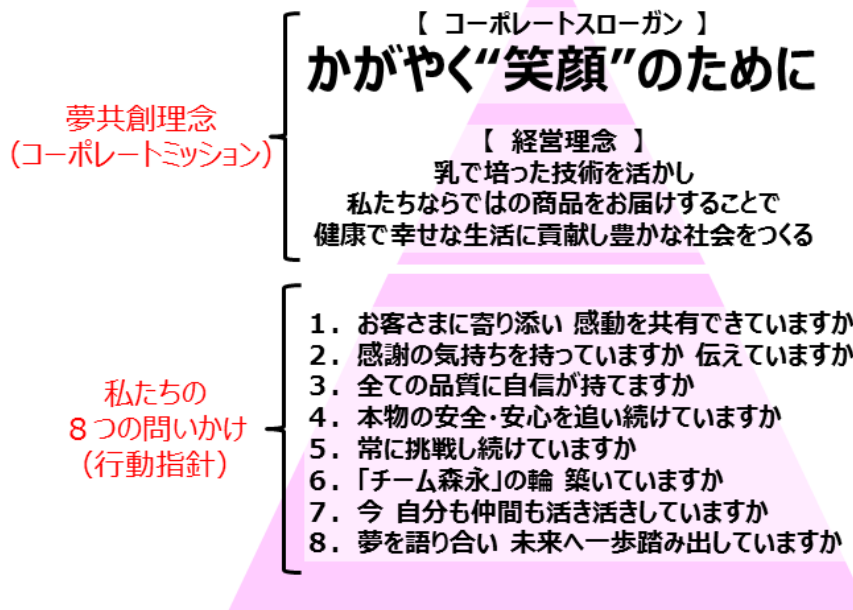 【 コーポレートスローガン 】
かがやく“笑顔”のために
夢共創理念
（コーポレートミッション）
【 経営理念 】
乳で培った技術を活かし
私たちならではの商品をお届けすることで
健康で幸せな生活に貢献し豊かな社会をつくる
私たちの
８つの問いかけ
（行動指針）
１．お客さまに寄り添い 感動を共有できていますか
２．感謝の気持ちを持っていますか 伝えていますか
３．全ての品質に自信が持てますか
４．本物の安全・安心を追い続けていますか
５．常に挑戦し続けていますか
６．「チーム森永」の輪 築いていますか
７．今 自分も仲間も活き活きしていますか
８．夢を語り合い 未来へ一歩踏み出していますか